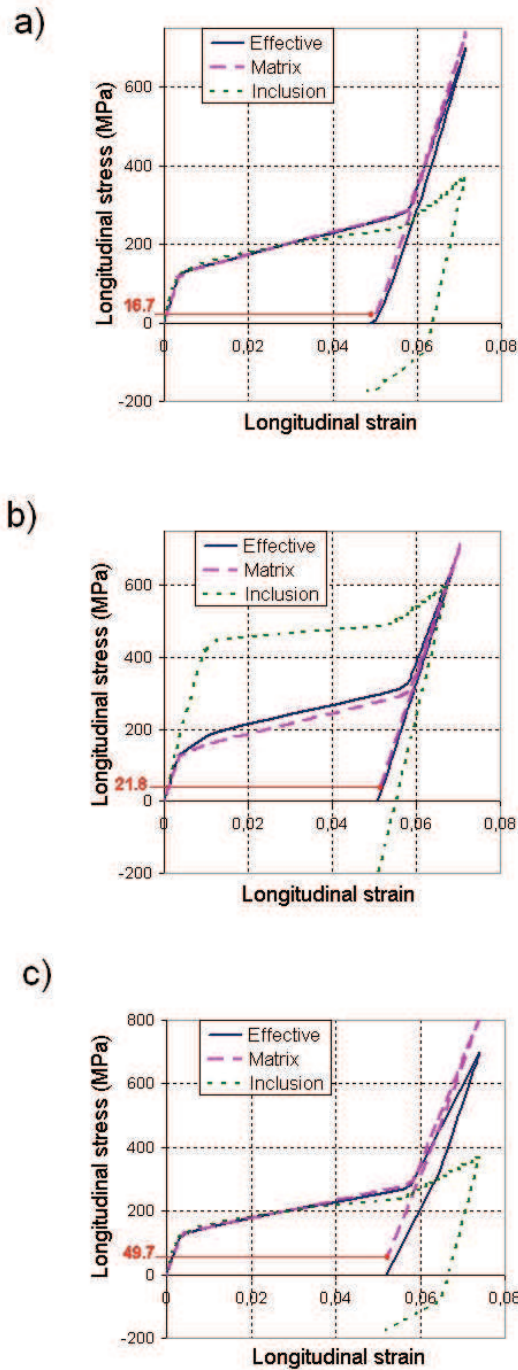 a)
Effective
Matrix
Inclusion
Longitudinal stress (MPa)
600
400
200
16.7
0
-200
0
0,02
0,04
0,06
0,08
Longitudinal strain
b)
Effective
Matrix
Inclusion
Longitudinal stress (MPa)
600
400
200
21.8
0
-200
0
0,02
0,04
0,06
0,08
Longitudinal strain
c)
Effective
Matrix
Inclusion
Longitudinal stress (MPa)
800
600
400
200
49.7
0
-200
0
0,02
0,04
0,06
0,08
Longitudinal strain